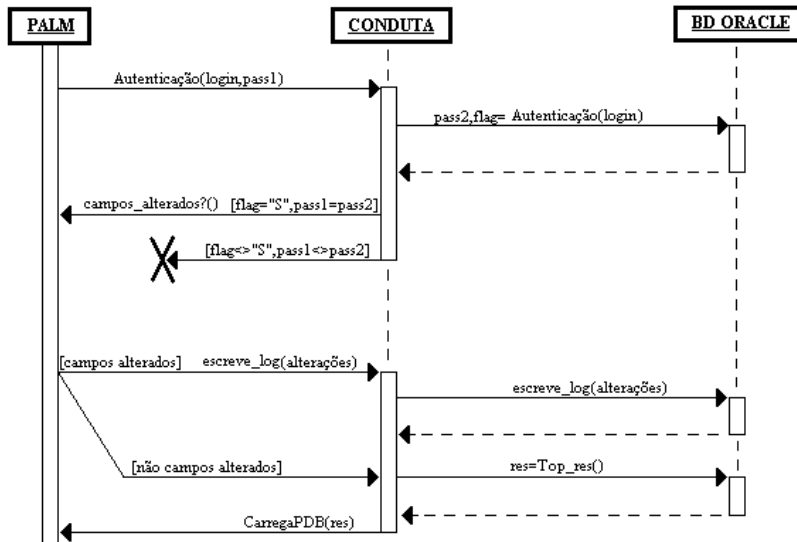 PALM CONDUTA BD ORACLE
Autenticação(login,pass1)
pass2,flag= Autenticação(login)
campos_alterados?() [flag="S",pass1=pass2]
[flag<>"S",pass1<>pass2]
[campos alterados] escreve_log(alterações)
escreve_log(alterações)
[não campos alterados] res=Top_res()
CarregaPDB(res)